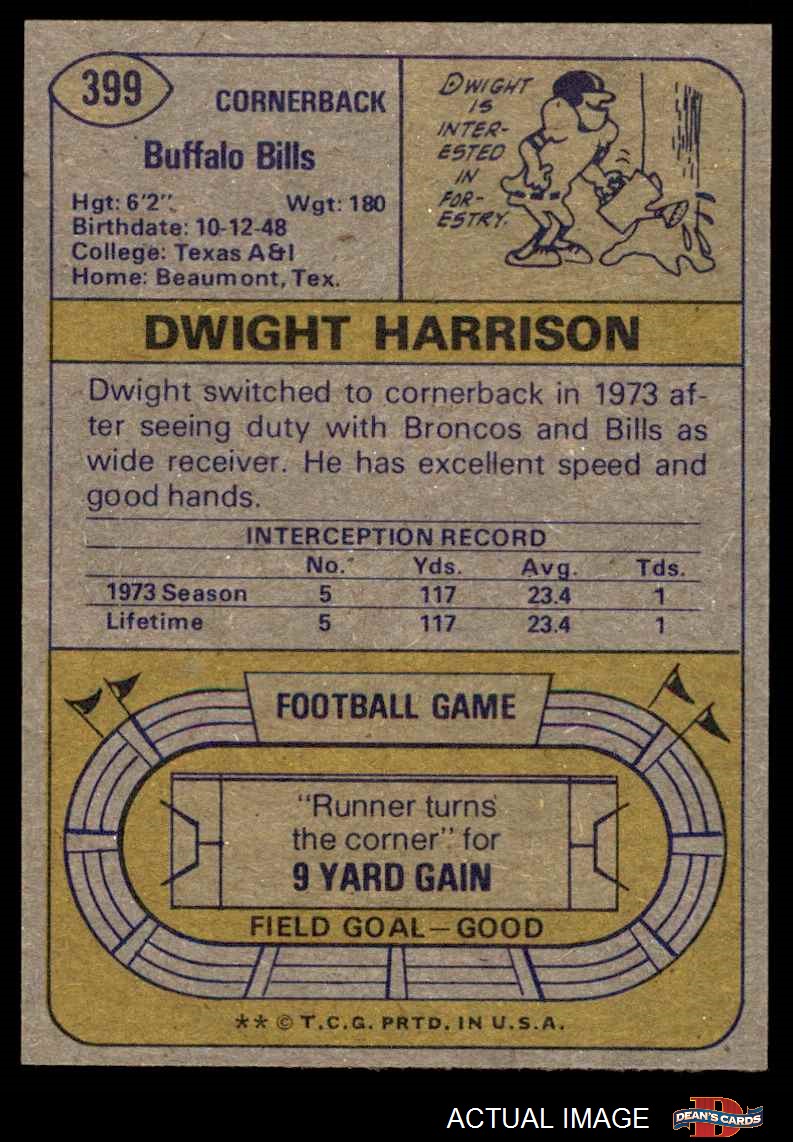 399
CORNERBACK
Buffalo Bills
Hgt: 6'2" Wgt: 180
Birthdate: 10-12-48
College: Texas A&I
Home: Beaumont, Tex.
DWIGHT
IS
INTER-
ESTED
IN
FOR-
ESTRY.
DWIGHT HARRISON
Dwight switched to cornerback in 1973 af-
ter seeing duty with Broncos and Bills as
wide receiver. He has excellent speed and
good hands.
INTERCEPTION RECORD
No. Yds. Avg. Tds.
1973 Season 5 117 23.4 1
Lifetime 5 117 23.4 1
FOOTBALL GAME
"Runner turns
the corner" for
9 YARD GAIN
FIELD GOAL—GOOD
** © T.C.G. PRTD. IN U.S.A.
ACTUAL IMAGE
D
DEAN'S CARDS